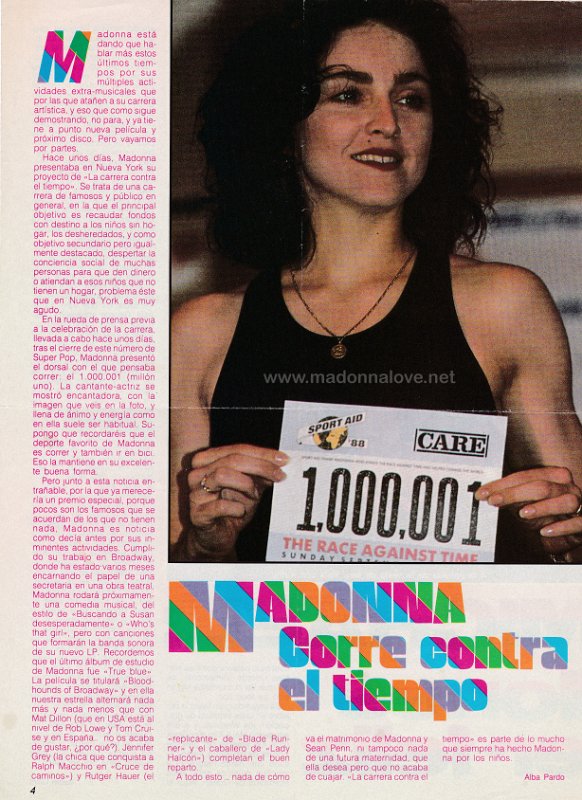 Madonna está
dando que ha-
blar más estos
últimos tiem-
pos por sus
múltiples acti-
vidades extra-musicales que
por las que atañen a su carrera
artística, y eso que como sigue
demostrando, no para, y ya tie-
ne a punto nueva película y
próximo disco. Pero vayamos
por partes.
Hace unos días, Madonna
presentaba en Nueva York su
proyecto de «La carrera contra
el tiempo». Se trata de una ca-
rrera de famosos y público en
general, en la que el principal
objetivo es recaudar fondos
con destino a los niños sin ho-
gar, los desheredados, y como
objetivo secundario pero igual-
mente destacado, despertar la
conciencia social de muchas
personas para que den dinero
o atiendan a esos niños que no
tienen un hogar, problema éste
que en Nueva York es muy
agudo.
En la rueda de prensa previa
a la celebración de la carrera,
llevada a cabo hace unos días,
tras el cierre de este número de
Super Pop, Madonna presentó
el dorsal con el que pensaba
correr: el 1.000.001 (millón
uno). La cantante-actriz se
mostró encantadora, con la
imagen que veis en la foto, y
llena de ánimo y energía como
en ella suele ser habitual. Su-
pongo que recordaréis que el
deporte favorito de Madonna
es correr y también ir en bici.
Eso la mantiene en su excelen-
te buena forma.
Pero junto a esta noticia en-
trañable, por la que ya merece-
ría un premio especial, porque
pocos son los famosos que se
acuerdan de los que no tienen
nada, Madonna es noticia
como decía antes por sus in-
minentes actividades. Cumpli-
do su trabajo en Broadway,
donde ha estado varios meses
encarnando el papel de una
secretaria en una obra teatral,
Madonna rodará próximamen-
te una comedia musical, del
estilo de «Buscando a Susan
desesperadamente» o «Who's
that girl», pero con canciones
que formarán la banda sonora
de su nuevo LP. Recordemos
que el último álbum de estudio
de Madonna fue «True blue».
La película se titulará «Blood-
hounds of Broadway» y en ella
nuestra estrella alternará nada
más y nada menos que con
Mat Dillon (que en USA está al
nivel de Rob Lowe y Tom Crui-
se y en España... no os acaba
de gustar, ¿por qué?), Jennifer
Grey (la chica que conquista a
Ralph Macchio en «Cruce de
caminos») y Rutger Hauer (el
«replicante» de «Blade Run-
ner» y el caballero de «Lady
Halcón») completan el buen
reparto.
A todo esto... nada de cómo
va el matrimonio de Madonna y
Sean Penn, ni tampoco nada
de una futura maternidad, que
ella desea pero que no acaba
de cuajar. «La carrera contra el
tiempo» es parte de lo mucho
que siempre ha hecho Madon-
na por los niños.
Alba Pardo
www.madonnalove.net
SPORT AID
'88
CARE
1,000,001
THE RACE AGAINST TIME
SUNDAY
MADONNA
Corre contra
el tiempo
4